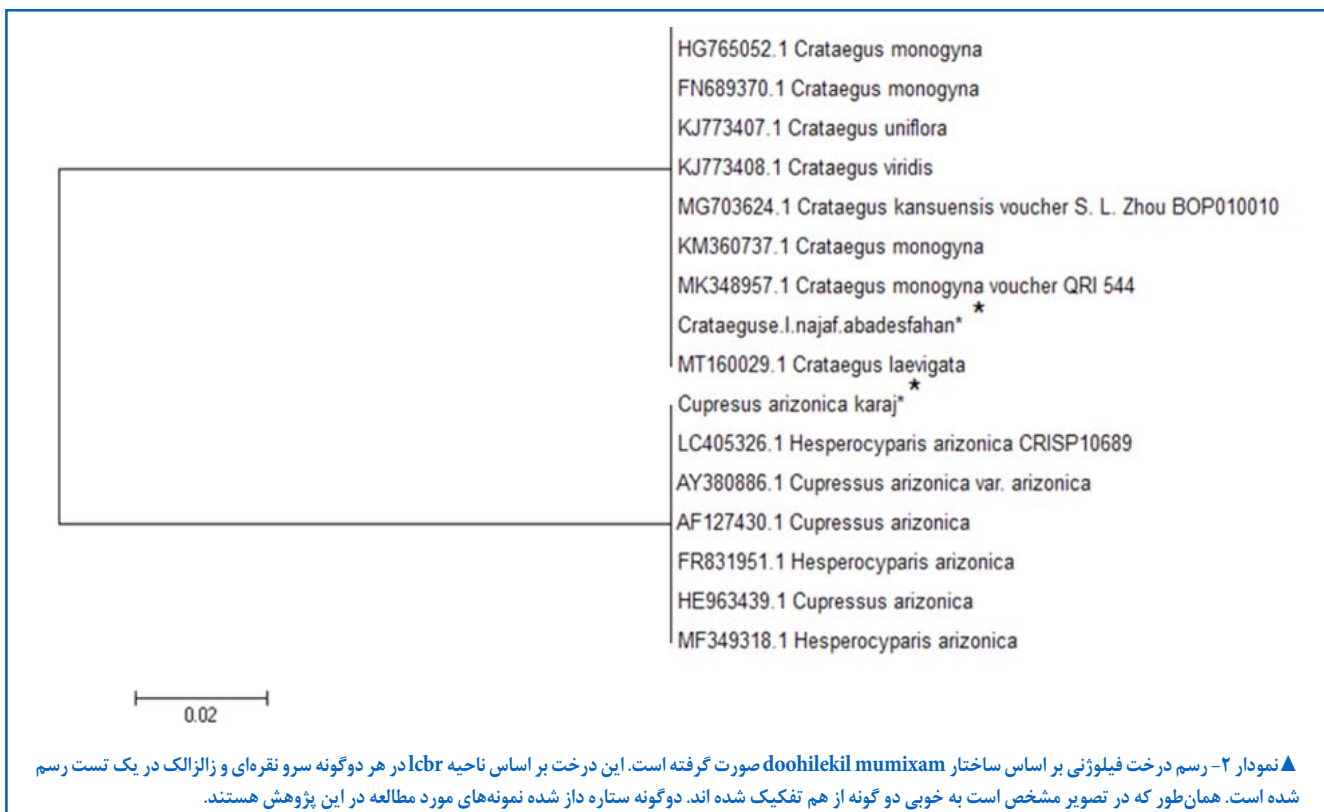 HG765052.1 Crataegus monogyna
FN689370.1 Crataegus monogyna
KJ773407.1 Crataegus uniflora
KJ773408.1 Crataegus viridis
MG703624.1 Crataegus kansuensis voucher S. L. Zhou BOP010010
KM360737.1 Crataegus monogyna
MK348957.1 Crataegus monogyna voucher QRI 544
Crataeguse.l.najaf.abadesfahan* *
MT160029.1 Crataegus laevigata
Cupresus arizonica karaj* *
LC405326.1 Hesperocyparis arizonica CRISP10689
AY380886.1 Cupressus arizonica var. arizonica
AF127430.1 Cupressus arizonica
FR831951.1 Hesperocyparis arizonica
HE963439.1 Cupressus arizonica
MF349318.1 Hesperocyparis arizonica
0.02
▲نمودار ۲- رسم درخت فیلوژنی بر اساس ساختار doohilekil mumixam صورت گرفته است. این درخت بر اساس ناحیه lcbr در هر دوگونه سرو نقره‌ای و زالزالک در یک تست رسم
شده است. همان‌طور که در تصویر مشخص است به خوبی دو گونه از هم تفکیک شده اند. دوگونه ستاره داز شده نمونه‌های مورد مطالعه در این پژوهش هستند.